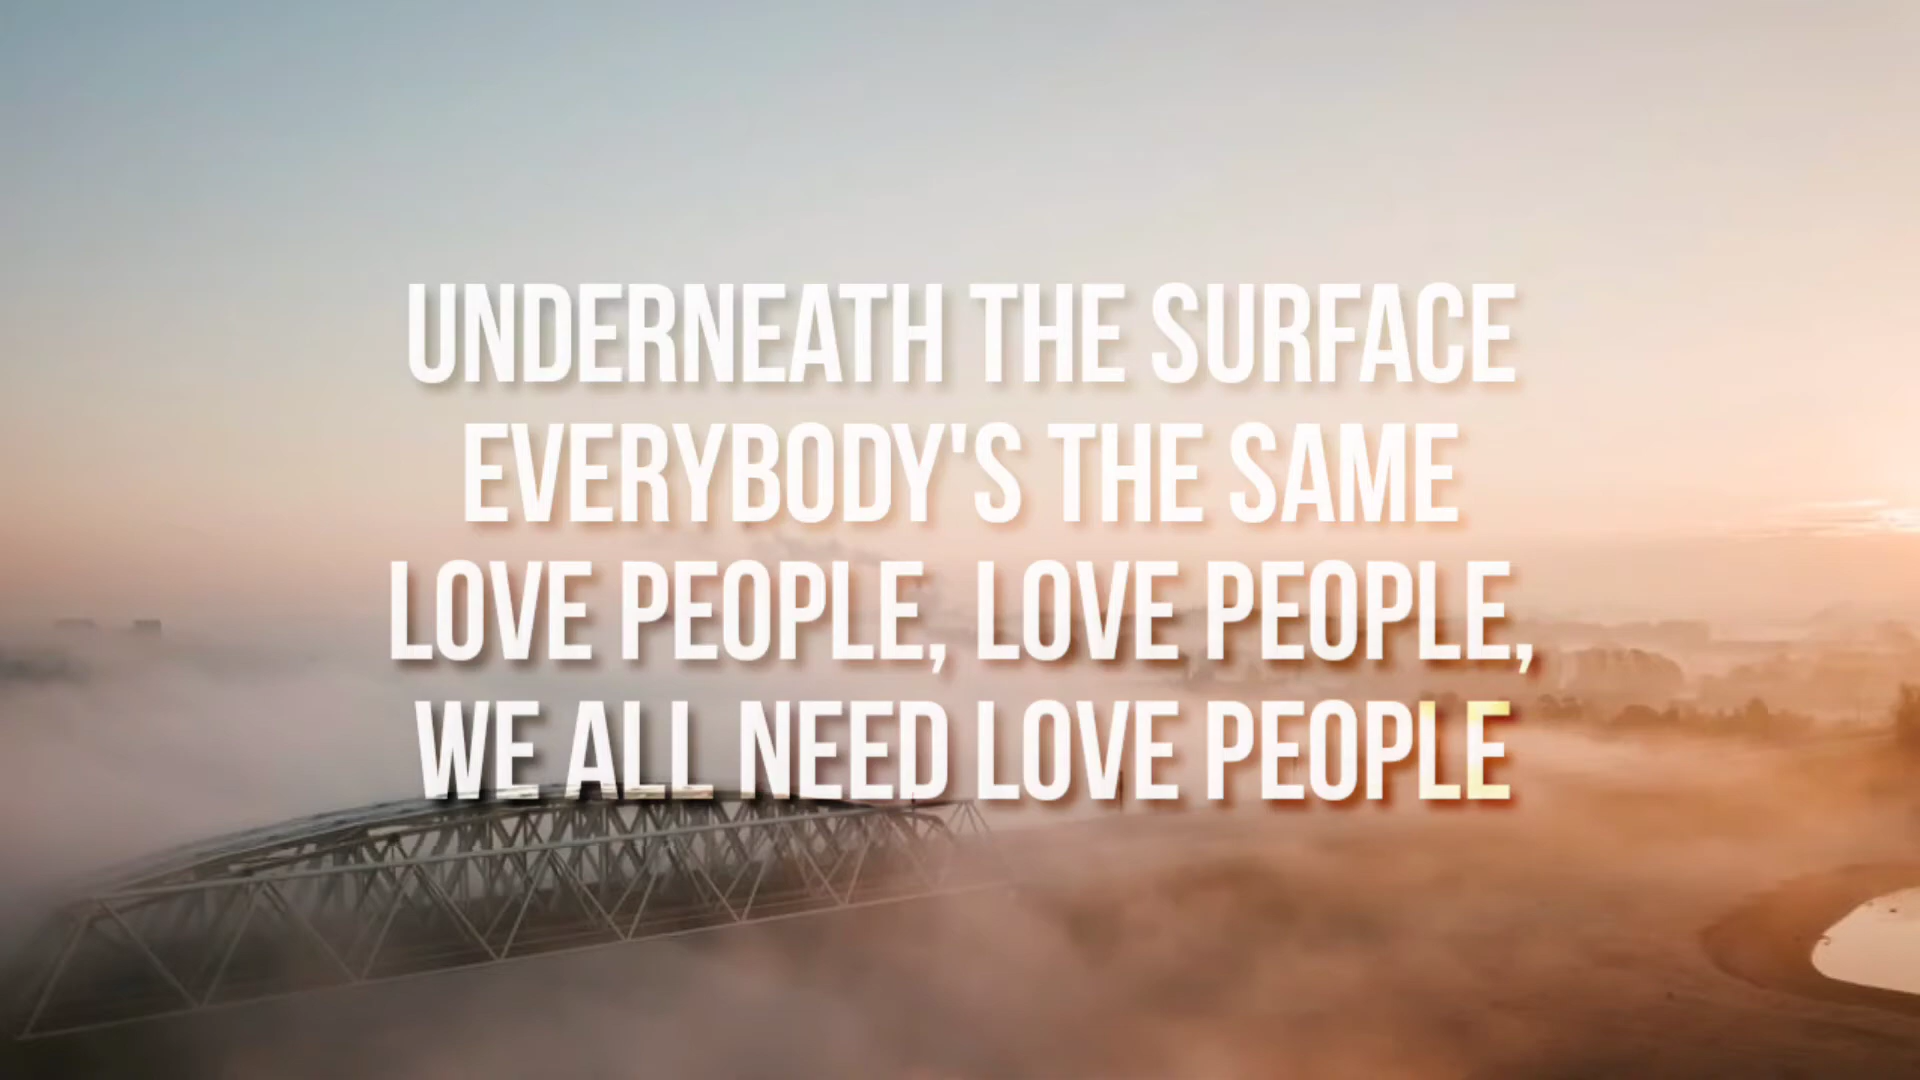 UNDERNEATH THE SURFACE
EVERYBODY'S THE SAME
LOVE PEOPLE, LOVE PEOPLE,
WE ALL NEED LOVE PEOPLE